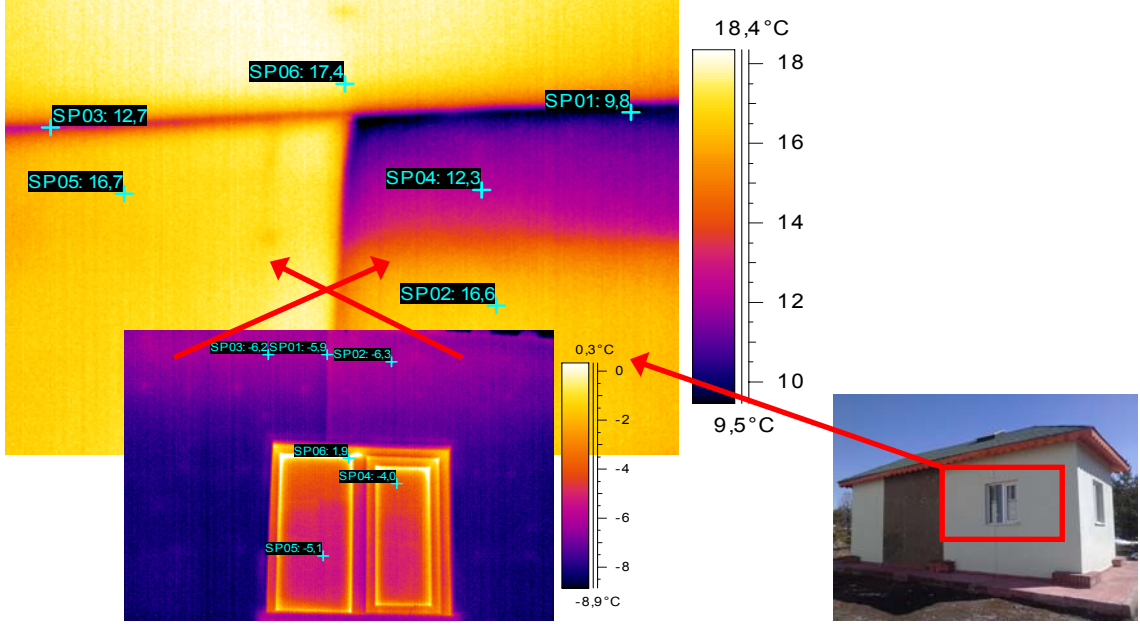 18,4°C
18
SP06: 17,4
SP01: 9,8
SP03: 12,7
16
SP05: 16,7
SP04: 12,3
14
SP02: 16,6
12
10
9,5°C
SP03: -6,2
SP01: -5,9
SP02: -6,3
0,3°C
0
-2
SP06: 1,9
SP04: -4,0
-4
-6
SP05: -5,1
-8
-8,9°C